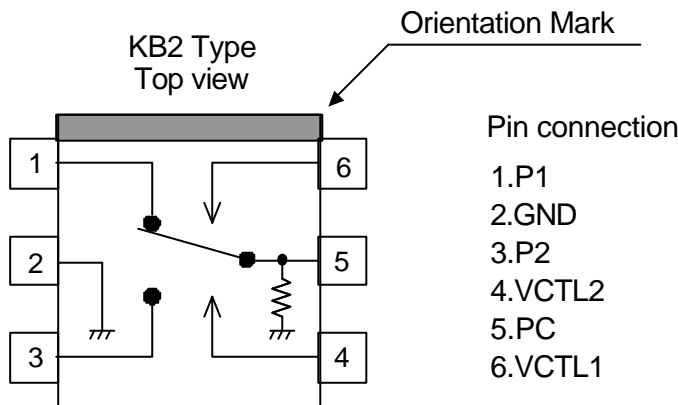 Orientation Mark
KB2 Type
Top view
Pin connection
1
6
2
5
3
4
1.P1
2.GND
3.P2
4.VCTL2
5.PC
6.VCTL1